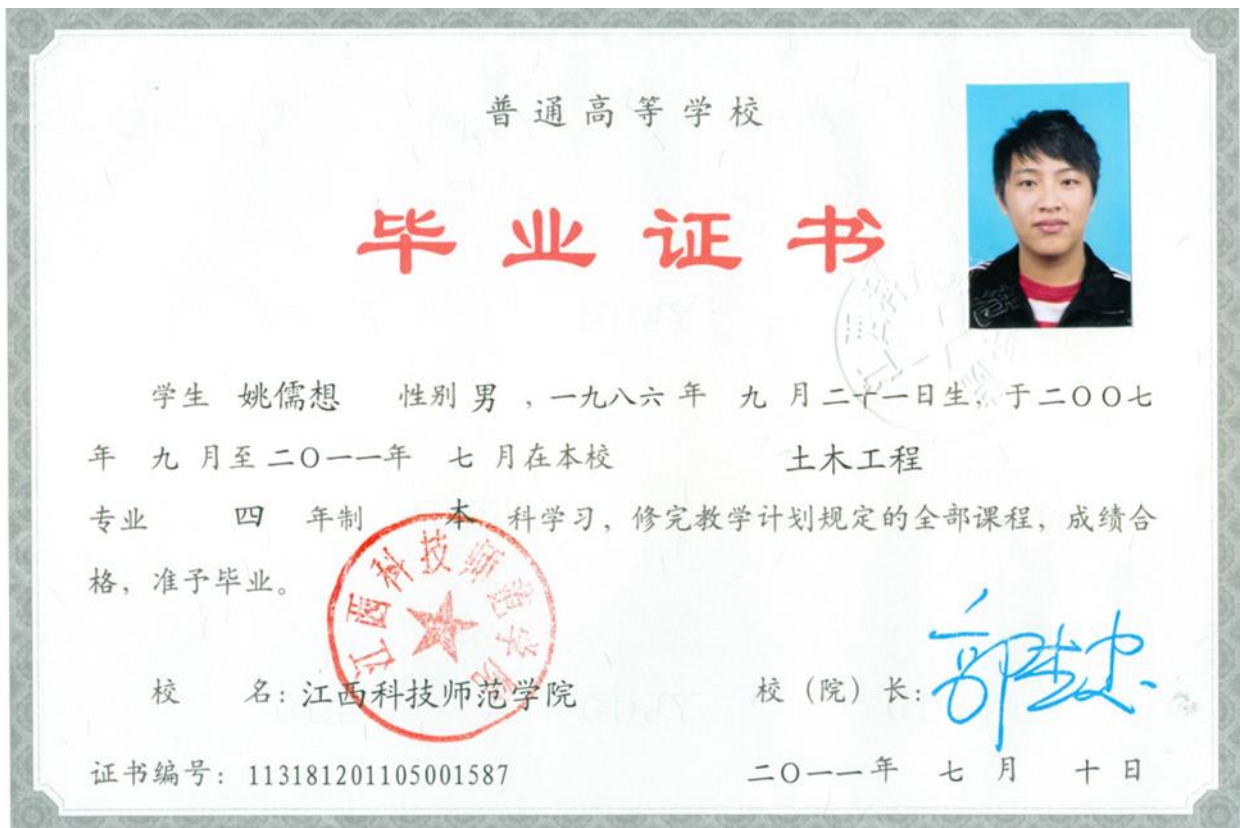 普通高等学校
毕业证书
学生 姚儒想 性别 男 ，一九八六 年 九 月二十一日生，于二〇〇七
年 九 月至二〇一一年 七 月在本校 土木工程
专业 四 年制 本 科学习，修完教学计划规定的全部课程，成绩合
格，准予毕业。
江西科技师范学院
校 名：江西科技师范学院 校（院）长：
证书编号：113181201105001587 二〇一一年 七 月 十 日